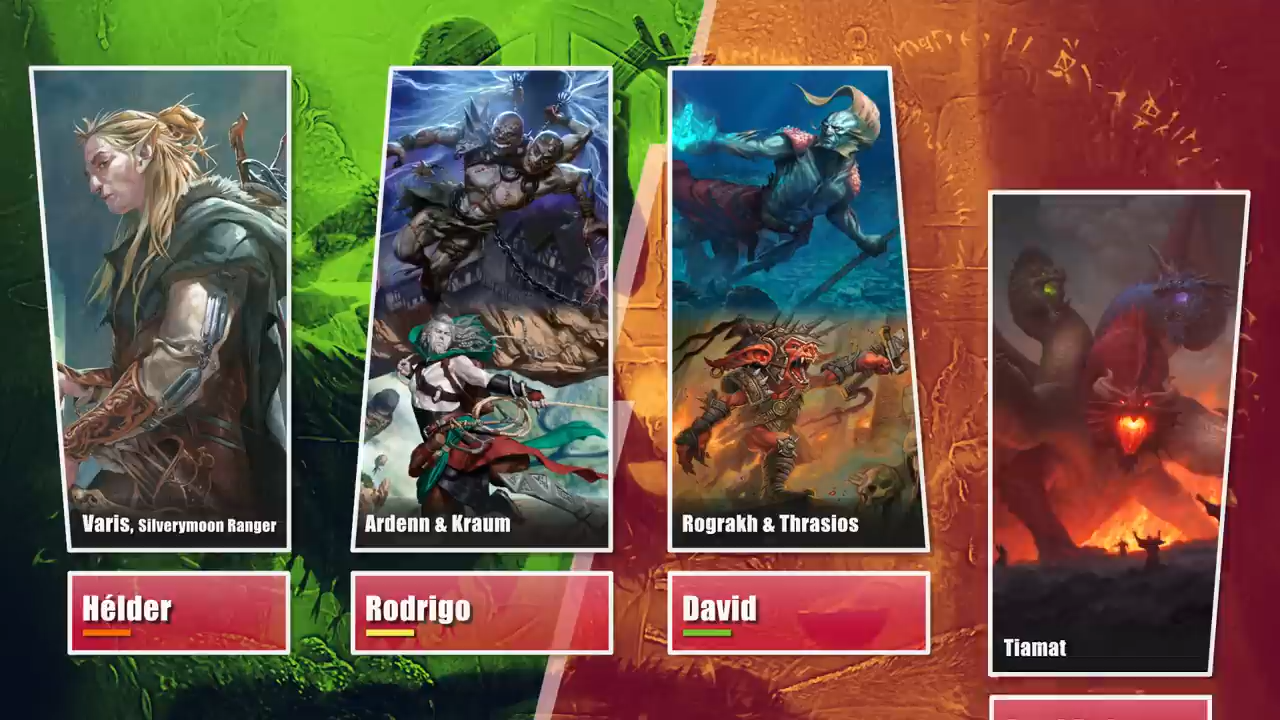 Varis, Silverymoon Ranger
Ardenn & Kraum
Rograkh & Thrasios
Tiamat
Hélder
Rodrigo
David